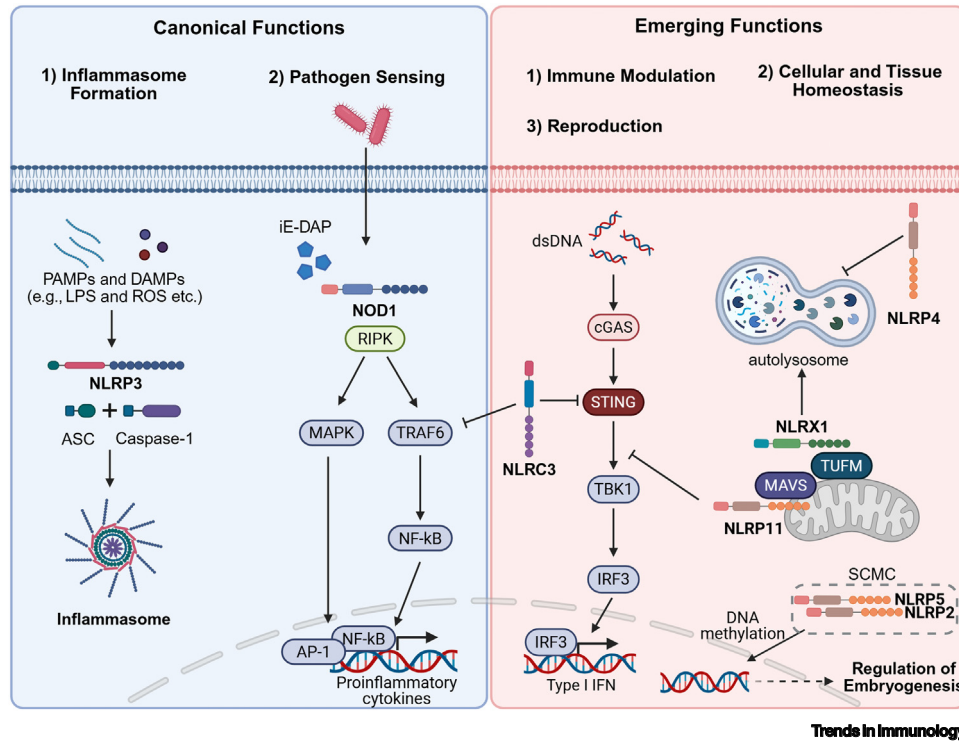 Canonical Functions
1) Inflammasome
Formation
2) Pathogen Sensing
iE-DAP
PAMPs and DAMPs
(e.g., LPS and ROS etc.)
NOD1
RIPK
NLRP3
ASC
Caspase-1
MAPK
TRAF6
NF-kB
Inflammasome
AP-1
NF-kB
Proinflammatory
cytokines
Emerging Functions
1) Immune Modulation
2) Cellular and Tissue
Homeostasis
3) Reproduction
dsDNA
cGAS
STING
NLRC3
TBK1
IRF3
IRF3
Type I IFN
NLRP4
autolysosome
NLRX1
TUFM
MAVS
NLRP11
SCMC
NLRP5
NLRP2
DNA
methylation
Regulation of
Embryogenesis
Trends in Immunology